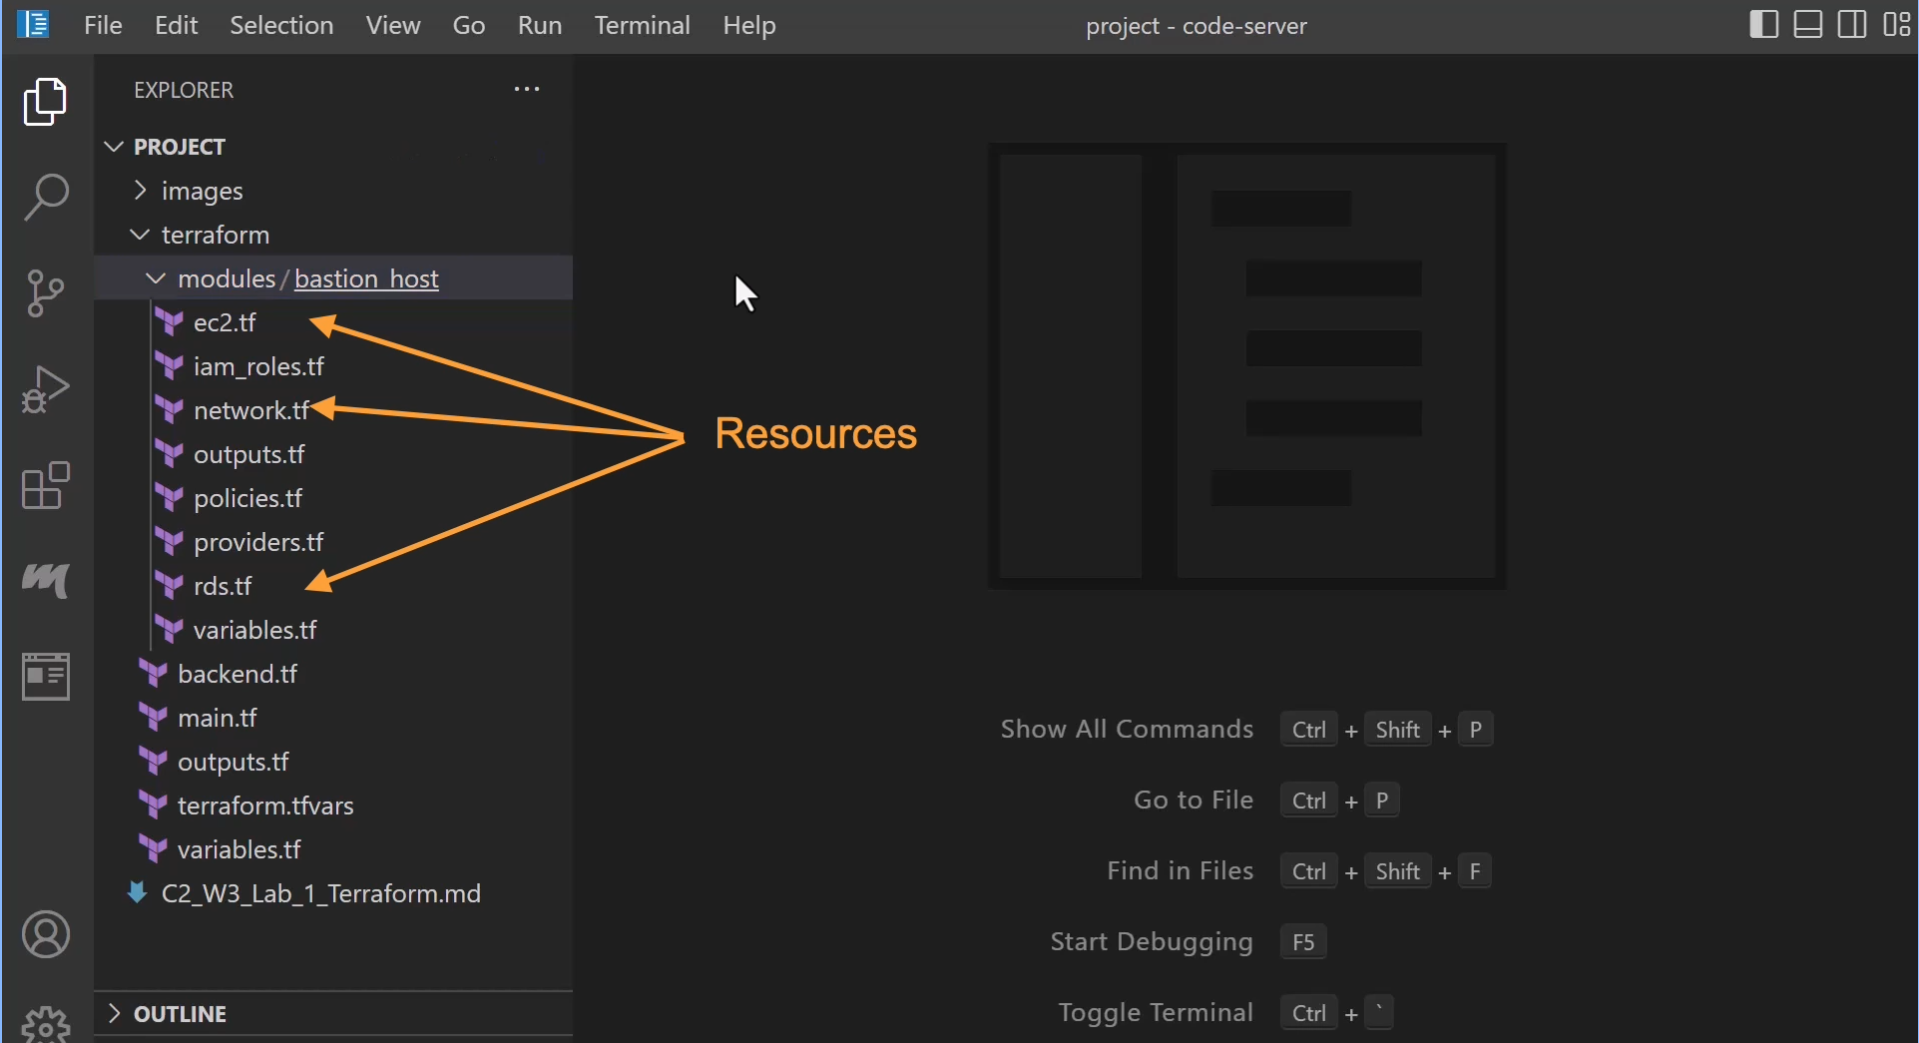 File Edit Selection View Go Run Terminal Help
project - code-server
EXPLORER
PROJECT
images
terraform
modules / bastion_host
ec2.tf
iam_roles.tf
network.tf
outputs.tf
policies.tf
providers.tf
rds.tf
variables.tf
backend.tf
main.tf
outputs.tf
terraform.tfvars
variables.tf
C2_W3_Lab_1_Terraform.md
OUTLINE
Resources
Show All Commands Ctrl + Shift + P
Go to File Ctrl + P
Find in Files Ctrl + Shift + F
Start Debugging F5
Toggle Terminal Ctrl + `